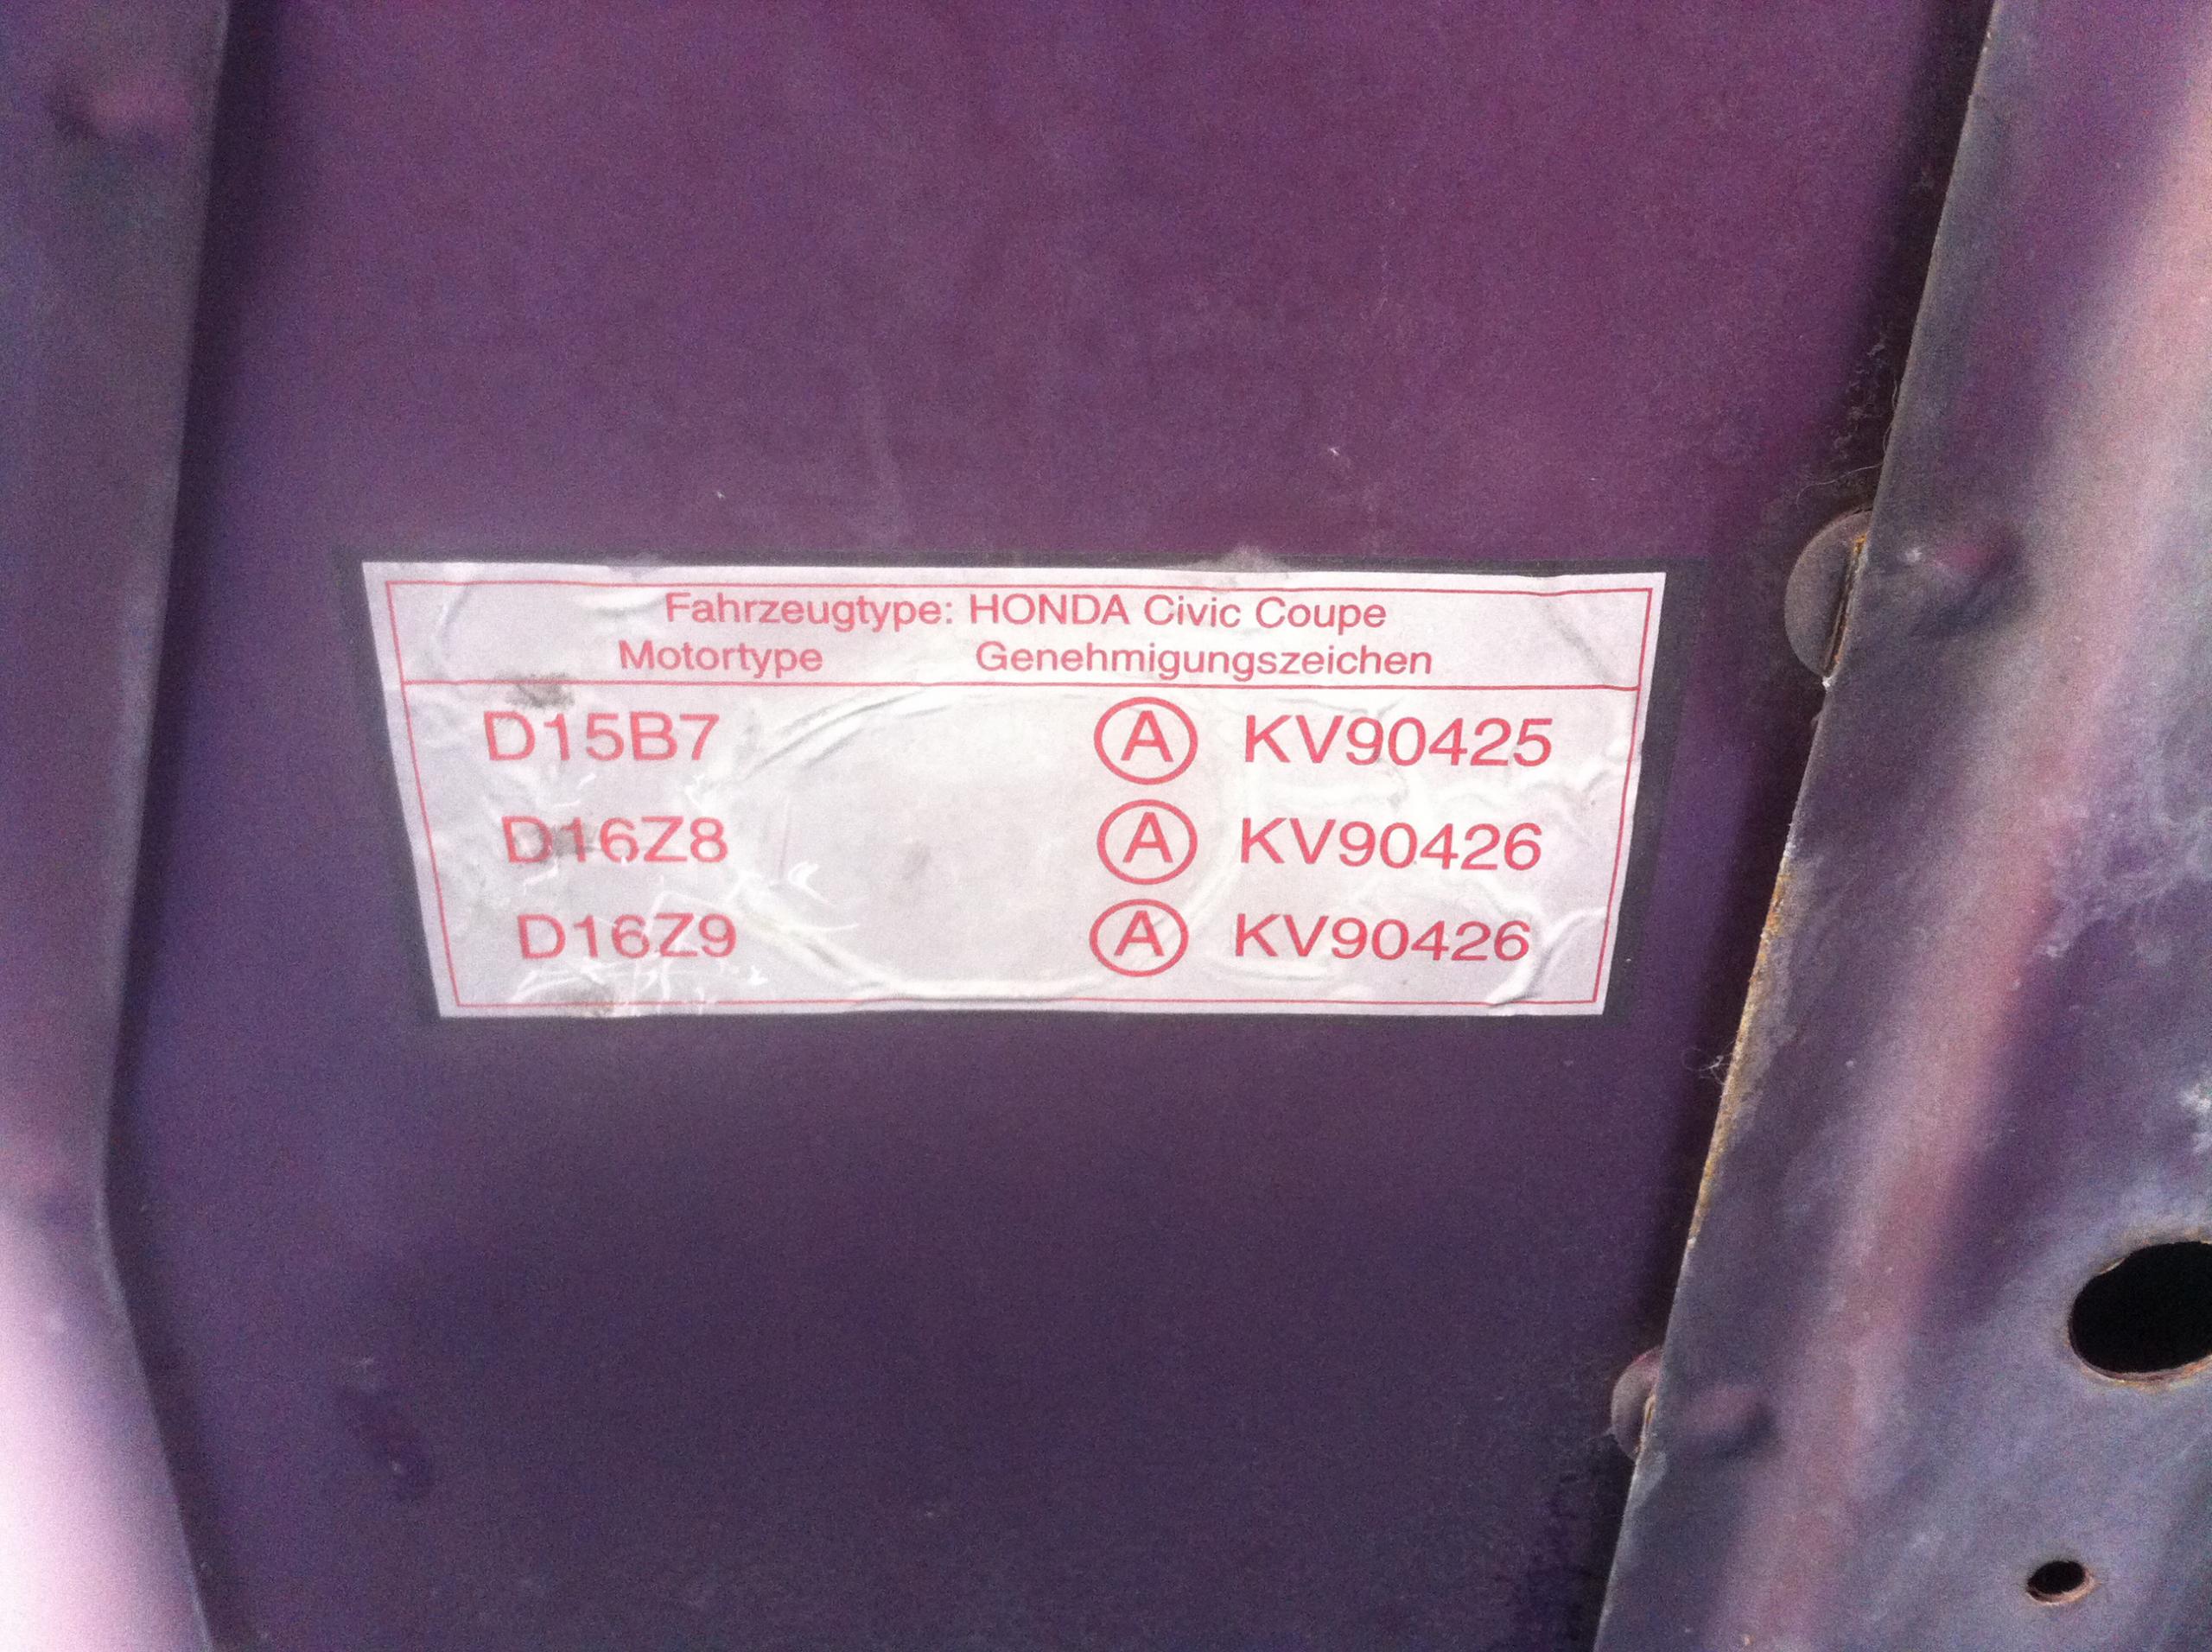 Fahrzeugtype: HONDA Civic Coupe
Motortype Genehmigungszeichen
D15B7 A KV90425
D16Z8 A KV90426
D16Z9 A KV90426